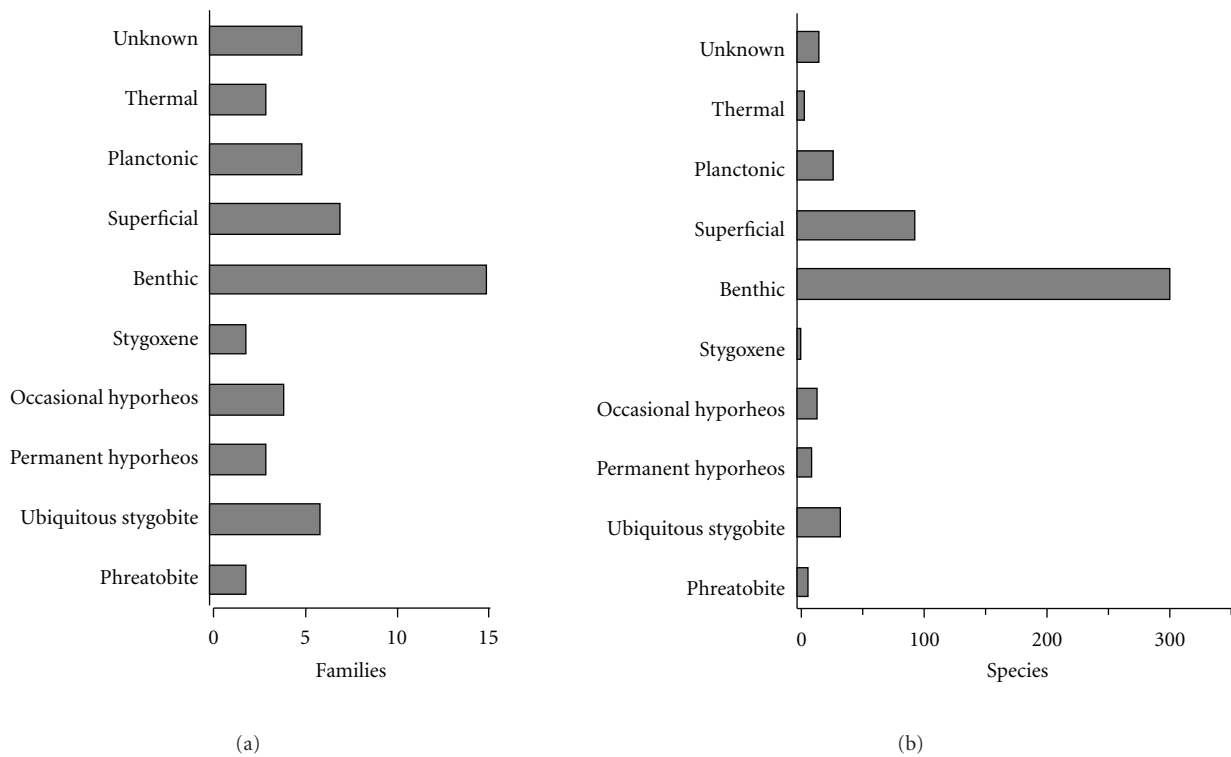 Unknown
Thermal
Planctonic
Superficial
Benthic
Stygoxene
Occasional hyporheos
Permanent hyporheos
Ubiquitous stygobite
Phreatobite
0 5 10 15
Families
(a)
Unknown
Thermal
Planctonic
Superficial
Benthic
Stygoxene
Occasional hyporheos
Permanent hyporheos
Ubiquitous stygobite
Phreatobite
0 100 200 300
Species
(b)